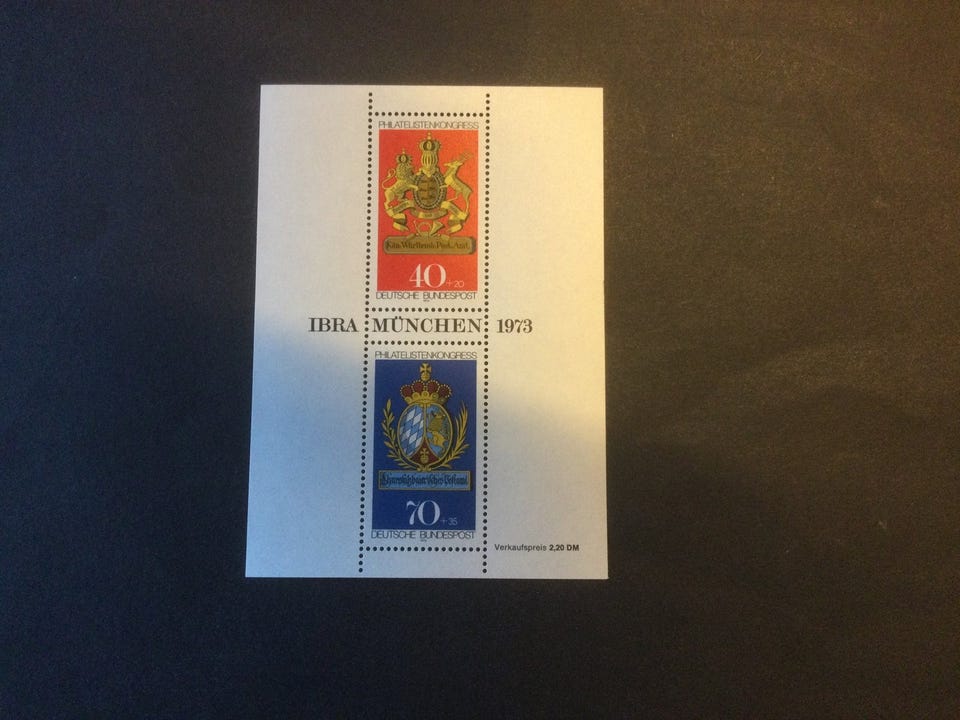 PHILATELISTENKONGRESS
Kön. Württemb. Post-Amt.
40 + 20
DEUTSCHE BUNDESPOST
IBRA MÜNCHEN 1973
PHILATELISTENKONGRESS
70 + 35
DEUTSCHE BUNDESPOST
Verkaufspreis 2,20 DM